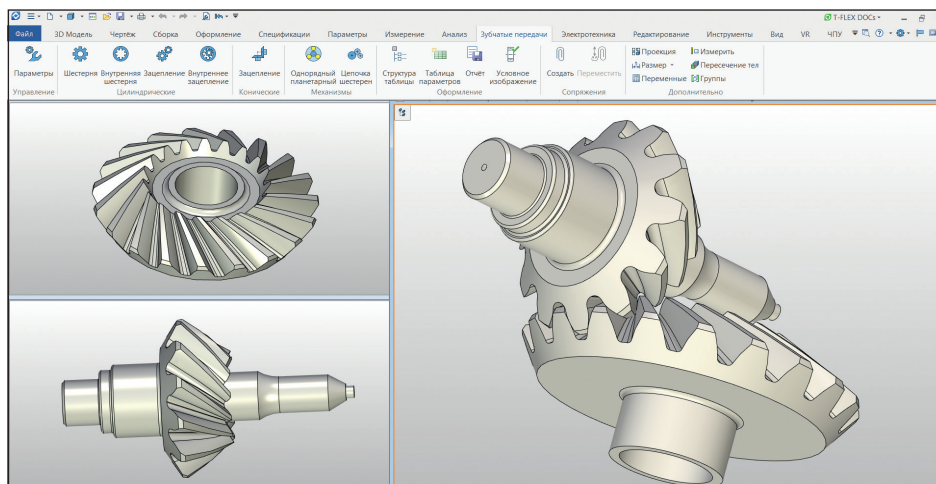 T-FLEX DOCs
Файл 3D Модель Чертёж Сборка Оформление Спецификации Параметры Измерение Анализ Зубчатые передачи Электротехника Редактирование Инструменты Вид VR ЧПУ
Параметры
Шестерня
Внутренняя
шестерня
Зацепление
Внутреннее
зацепление
Зацепление
Однорядный
планетарный
Цепочка
шестерен
Структура
таблицы
Таблица
параметров
Отчёт
Условное
изображение
Создать
Переместить
Проекция
Размер
Переменные
Измерить
Пересечение тел
Группы
Управление Цилиндрические Конические Механизмы Оформление Сопряжения Дополнительно